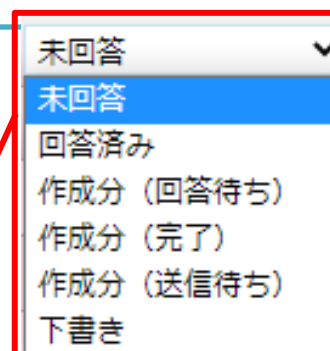 未回答
未回答
回答済み
作成分（回答待ち）
作成分（完了）
作成分（送信待ち）
下書き